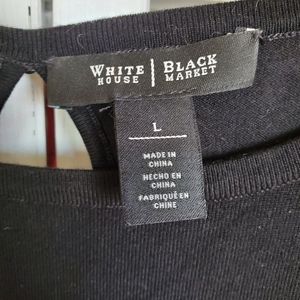 WHITE HOUSE | BLACK MARKET
L
MADE IN
CHINA
HECHO EN
CHINA
FABRIQUÉ EN
CHINE